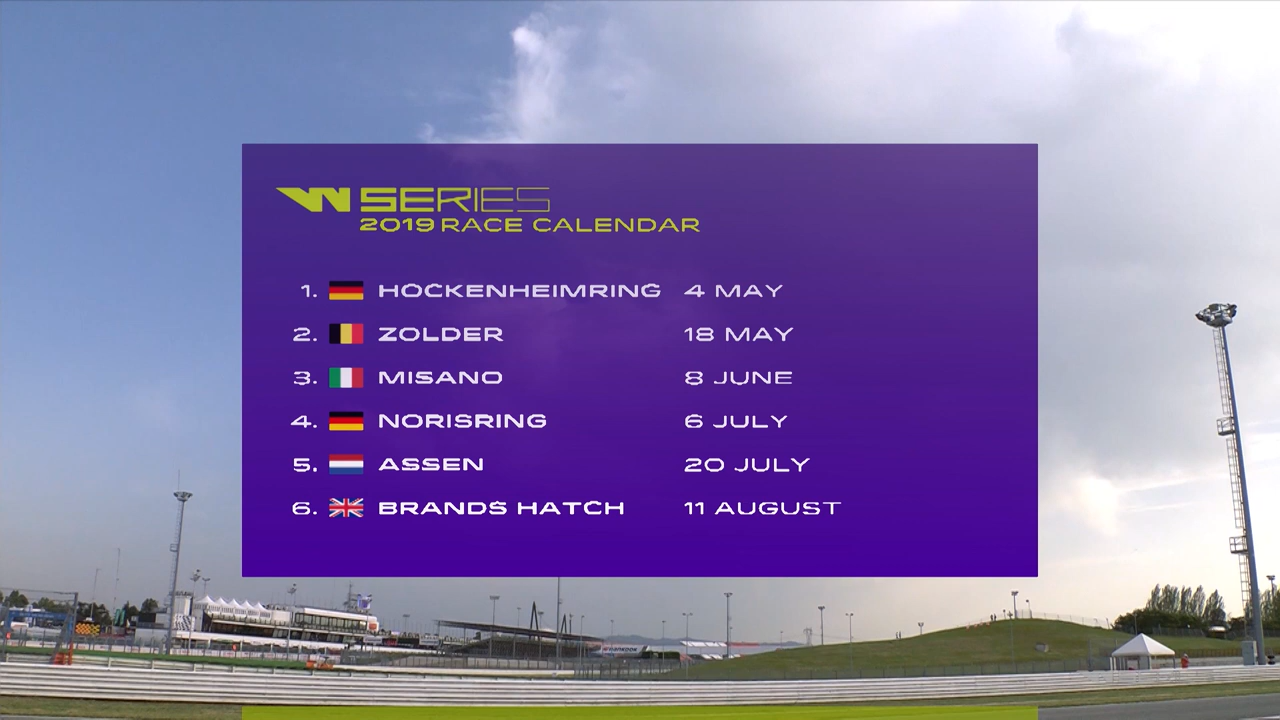 W SERIES
2019 RACE CALENDAR
1. HOCKENHEIMRING 4 MAY
2. ZOLDER 18 MAY
3. MISANO 8 JUNE
4. NORISRING 6 JULY
5. ASSEN 20 JULY
6. BRANDS HATCH 11 AUGUST
HANKOOK